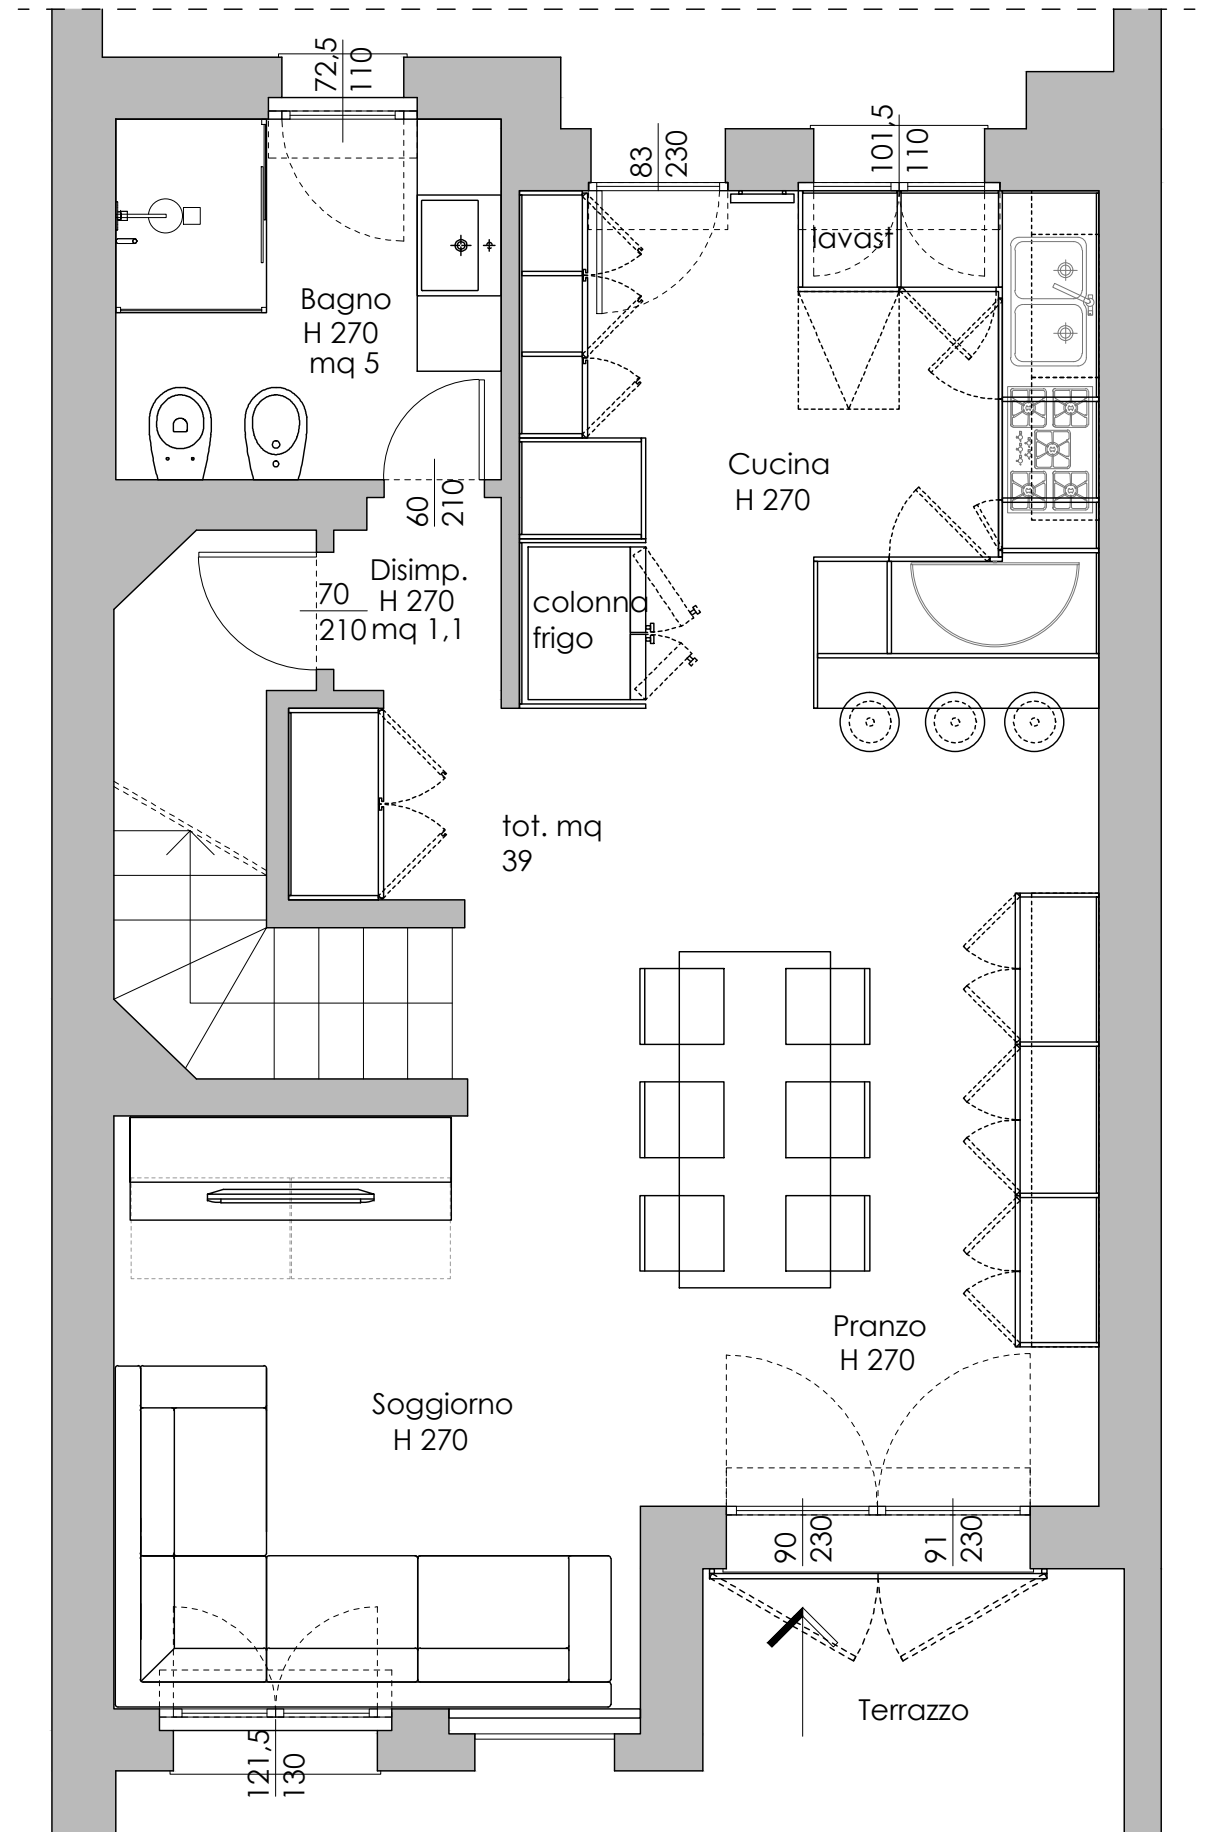 72,5
110
83
230
101,5
110
lavast
Bagno
H 270
mq 5
Cucina
H 270
60
210
Disimp.
H 270
mq 1,1
70
210
colonna
frigo
tot. mq
39
Pranzo
H 270
Soggiorno
H 270
90
230
91
230
Terrazzo
121,5
130